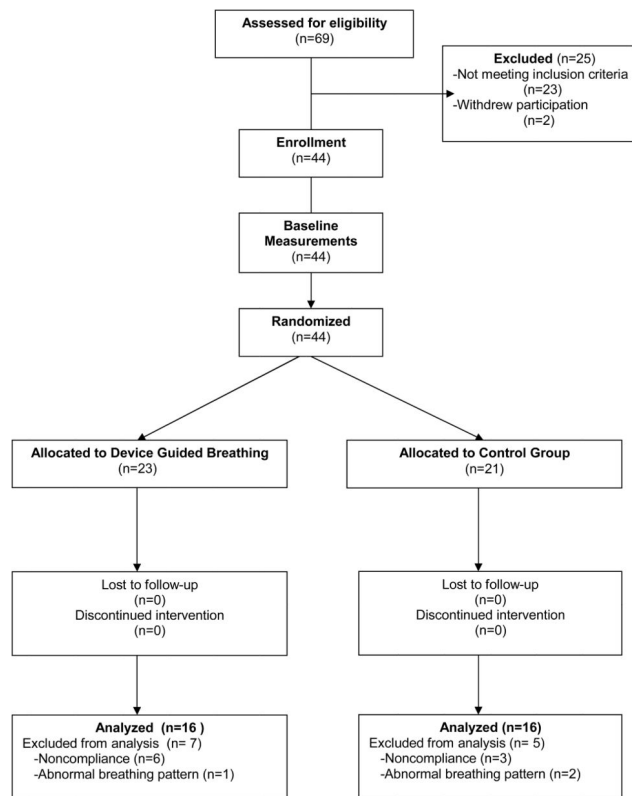 Assessed for eligibility
(n=69)
Excluded (n=25)
-Not meeting inclusion criteria
(n=23)
-Withdrew participation
(n=2)
Enrollment
(n=44)
Baseline
Measurements
(n=44)
Randomized
(n=44)
Allocated to Device Guided Breathing
(n=23)
Allocated to Control Group
(n=21)
Lost to follow-up
(n=0)
Discontinued intervention
(n=0)
Lost to follow-up
(n=0)
Discontinued intervention
(n=0)
Analyzed (n=16 )
Excluded from analysis (n= 7)
-Noncompliance (n=6)
-Abnormal breathing pattern (n=1)
Analyzed (n=16)
Excluded from analysis (n= 5)
-Noncompliance (n=3)
-Abnormal breathing pattern (n=2)